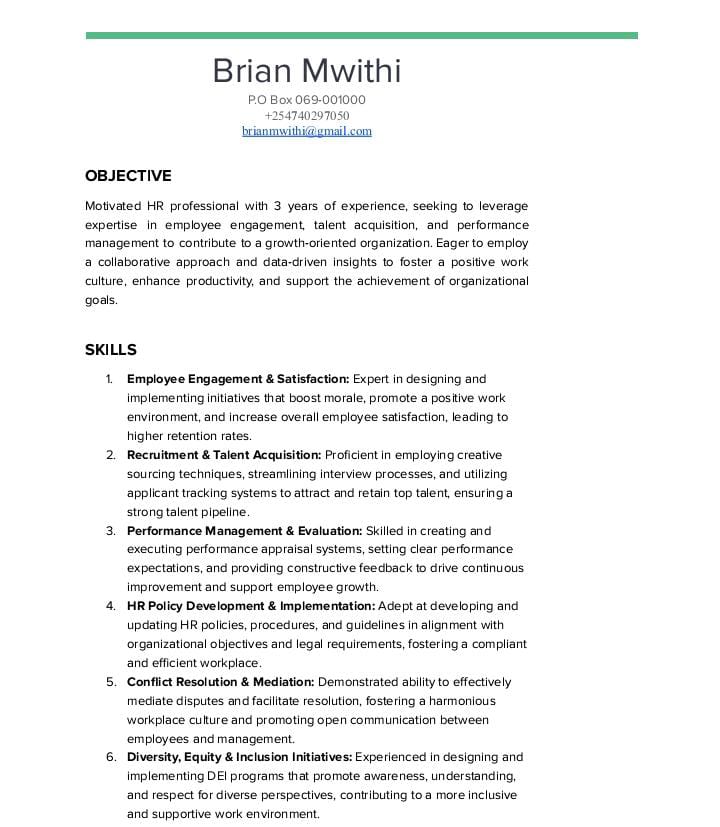 Brian Mwithi
P.O Box 069-001000
+254740297050
brianmwithi@gmail.com
OBJECTIVE
Motivated HR professional with 3 years of experience, seeking to leverage
expertise in employee engagement, talent acquisition, and performance
management to contribute to a growth-oriented organization. Eager to employ
a collaborative approach and data-driven insights to foster a positive work
culture, enhance productivity, and support the achievement of organizational
goals.
SKILLS
1. Employee Engagement & Satisfaction: Expert in designing and
implementing initiatives that boost morale, promote a positive work
environment, and increase overall employee satisfaction, leading to
higher retention rates.
2. Recruitment & Talent Acquisition: Proficient in employing creative
sourcing techniques, streamlining interview processes, and utilizing
applicant tracking systems to attract and retain top talent, ensuring a
strong talent pipeline.
3. Performance Management & Evaluation: Skilled in creating and
executing performance appraisal systems, setting clear performance
expectations, and providing constructive feedback to drive continuous
improvement and support employee growth.
4. HR Policy Development & Implementation: Adept at developing and
updating HR policies, procedures, and guidelines in alignment with
organizational objectives and legal requirements, fostering a compliant
and efficient workplace.
5. Conflict Resolution & Mediation: Demonstrated ability to effectively
mediate disputes and facilitate resolution, fostering a harmonious
workplace culture and promoting open communication between
employees and management.
6. Diversity, Equity & Inclusion Initiatives: Experienced in designing and
implementing DEI programs that promote awareness, understanding,
and respect for diverse perspectives, contributing to a more inclusive
and supportive work environment.